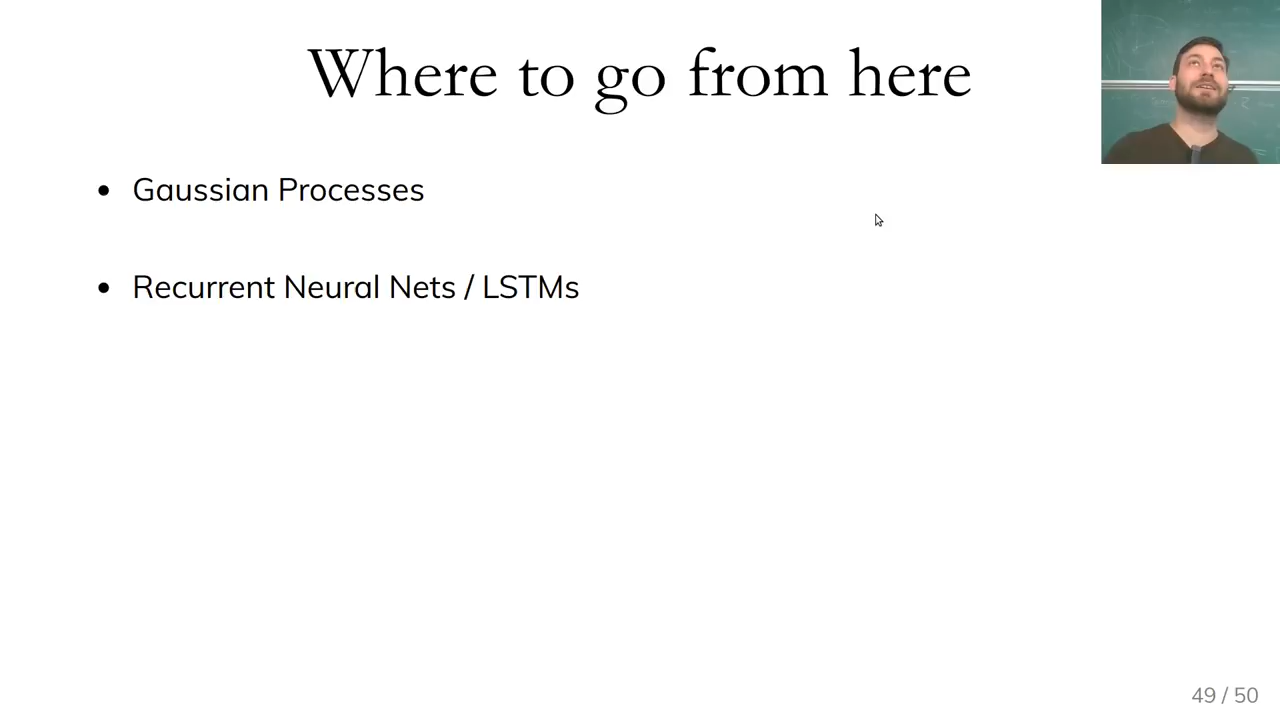 Where to go from here
• Gaussian Processes
• Recurrent Neural Nets / LSTMs
49 / 50